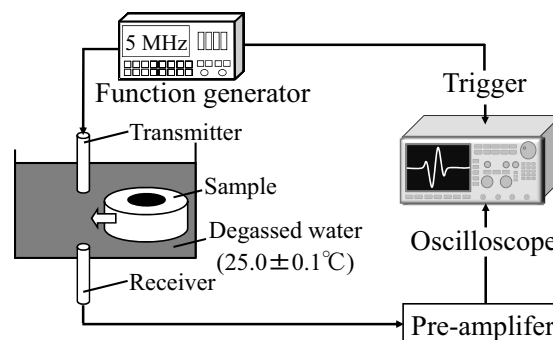 5 MHz
Function generator
Trigger
Transmitter
Sample
Degassed water
(25.0±0.1℃)
Oscilloscope
Receiver
Pre-amplifer